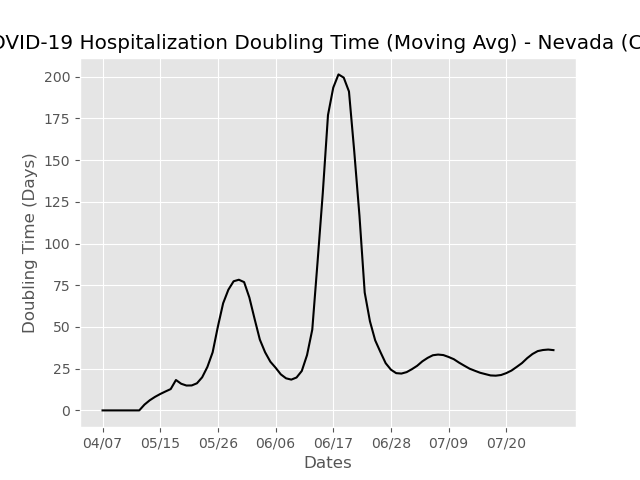 OVID-19 Hospitalization Doubling Time (Moving Avg) - Nevada (C
200
175
150
125
100
75
50
25
0
Doubling Time (Days)
04/07 05/15 05/26 06/06 06/17 06/28 07/09 07/20
Dates